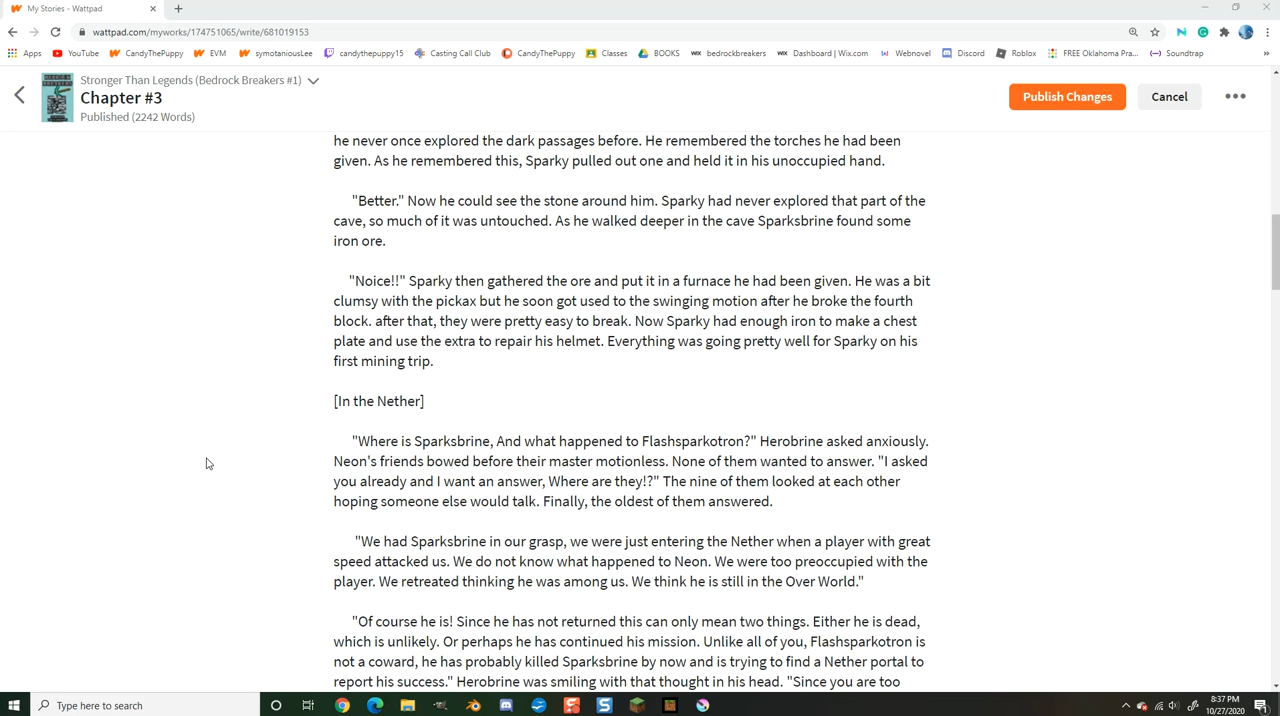 My Stories - Wattpad
wattpad.com/myworks/174751065/write/681019153
Apps YouTube CandyThePuppy EVM symotaniousLee candythepuppy15 Casting Call Club CandyThePuppy Classes BOOKS bedrockbreakers Dashboard | Wix.com Webnovel Discord Roblox FREE Oklahoma Pra... Soundtrap
Stronger Than Legends (Bedrock Breakers #1)
Chapter #3
Published (2242 Words)
Publish Changes
Cancel
he never once explored the dark passages before. He remembered the torches he had been
given. As he remembered this, Sparky pulled out one and held it in his unoccupied hand.
"Better." Now he could see the stone around him. Sparky had never explored that part of the
cave, so much of it was untouched. As he walked deeper in the cave Sparksbrine found some
iron ore.
"Noice!!" Sparky then gathered the ore and put it in a furnace he had been given. He was a bit
clumsy with the pickax but he soon got used to the swinging motion after he broke the fourth
block. after that, they were pretty easy to break. Now Sparky had enough iron to make a chest
plate and use the extra to repair his helmet. Everything was going pretty well for Sparky on his
first mining trip.
[In the Nether]
"Where is Sparksbrine, And what happened to Flashsparkotron?" Herobrine asked anxiously.
Neon's friends bowed before their master motionless. None of them wanted to answer. "I asked
you already and I want an answer, Where are they!?" The nine of them looked at each other
hoping someone else would talk. Finally, the oldest of them answered.
"We had Sparksbrine in our grasp, we were just entering the Nether when a player with great
speed attacked us. We do not know what happened to Neon. We were too preoccupied with the
player. We retreated thinking he was among us. We think he is still in the Over World."
"Of course he is! Since he has not returned this can only mean two things. Either he is dead,
which is unlikely. Or perhaps he has continued his mission. Unlike all of you, Flashsparkotron is
not a coward, he has probably killed Sparksbrine by now and is trying to find a Nether portal to
report his success." Herobrine was smiling with that thought in his head. "Since you are too
Type here to search
8:37 PM
10/27/2020